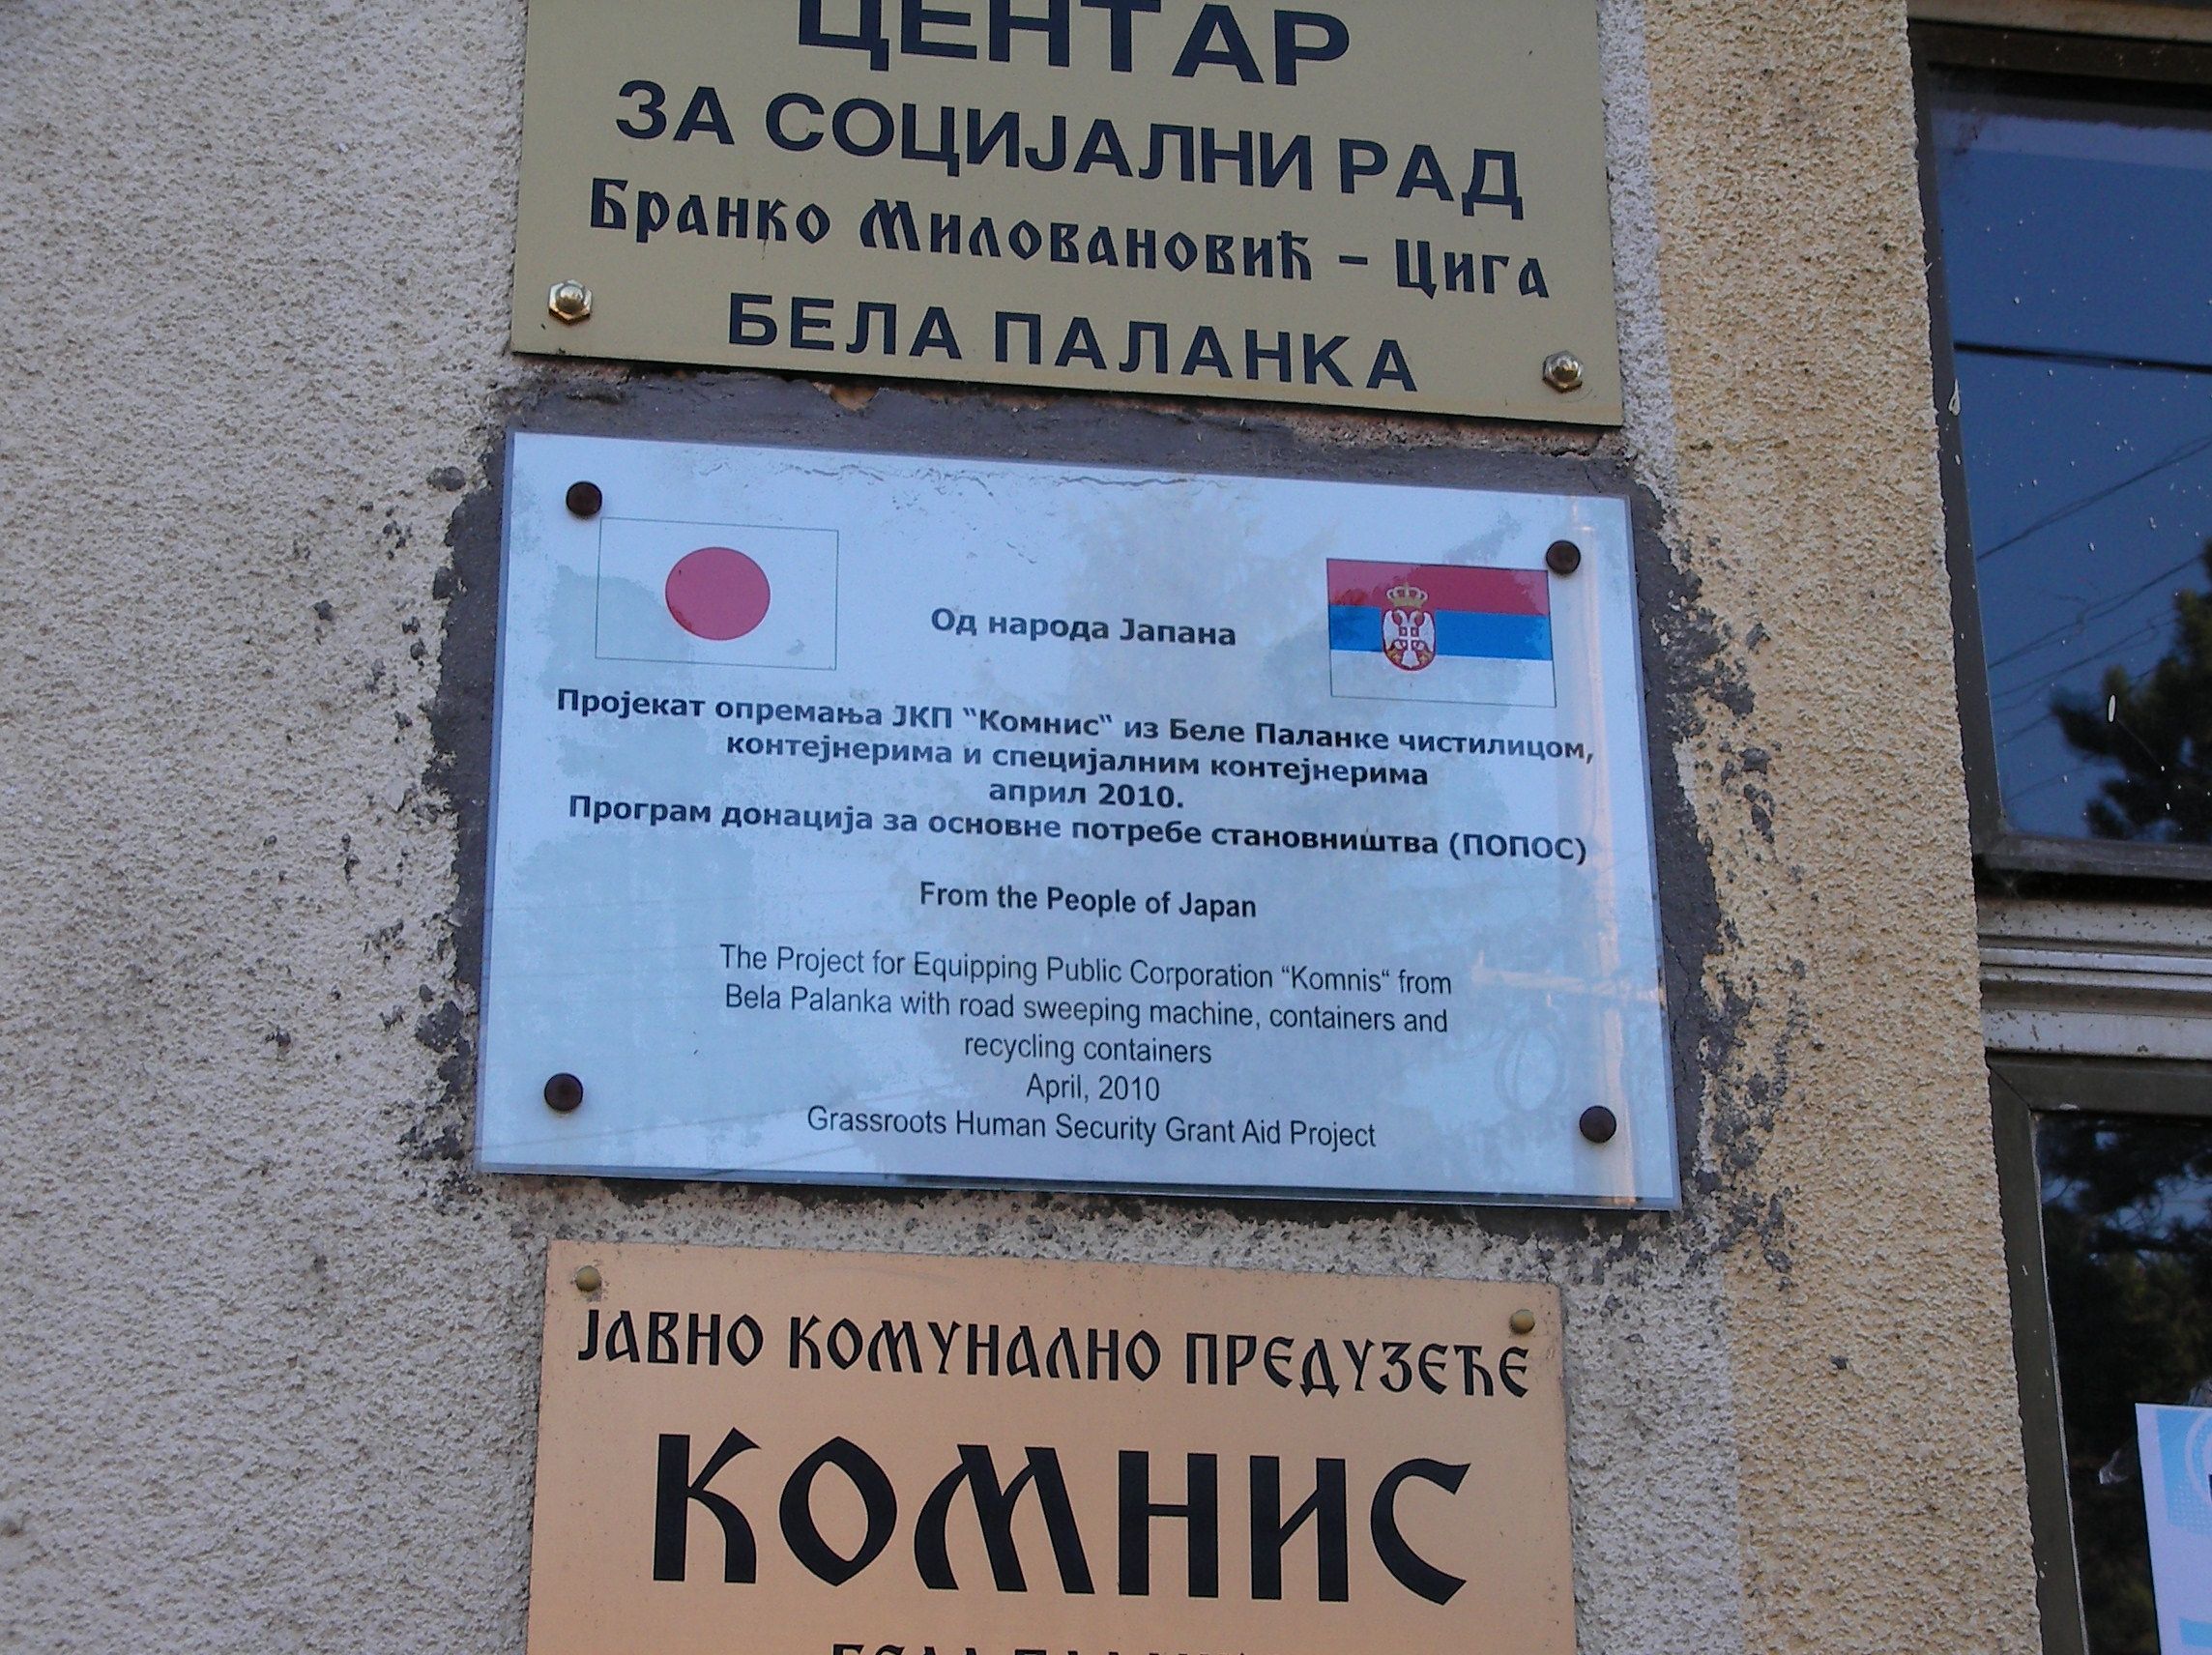 ЦЕНТАР
ЗА СОЦИЈАЛНИ РАД
Бранко Миловановић – Цига
БЕЛА ПАЛАНКА
Од народа Јапана
Пројекат опремања ЈКП “Комнис“ из Беле Паланке чистилицом,
контејнерима и специјалним контејнерима
април 2010.
Програм донација за основне потребе становништва (ПОПОС)
From the People of Japan
The Project for Equipping Public Corporation “Komnis“ from
Bela Palanka with road sweeping machine, containers and
recycling containers
April, 2010
Grassroots Human Security Grant Aid Project
ЈАВНО КОМУНАЛНО ПРЕДУЗЕЋЕ
КОМНИС